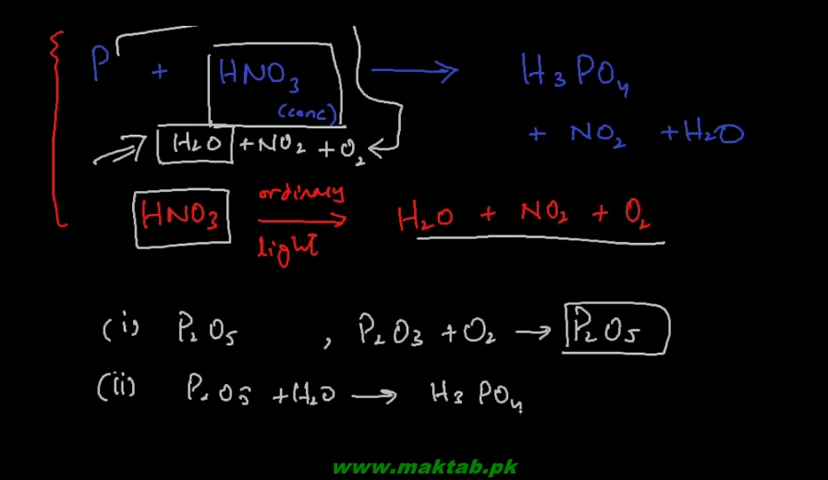 P + HNO₃ → H₃PO₄
(conc) + NO₂ + H₂O
H₂O + NO₂ + O₂
HNO₃ ordinary light → H₂O + NO₂ + O₂
(i) P₂O₅ , P₂O₃ + O₂ → P₂O₅
(ii) P₂O₅ + H₂O → H₃PO₄
www.maktab.pk